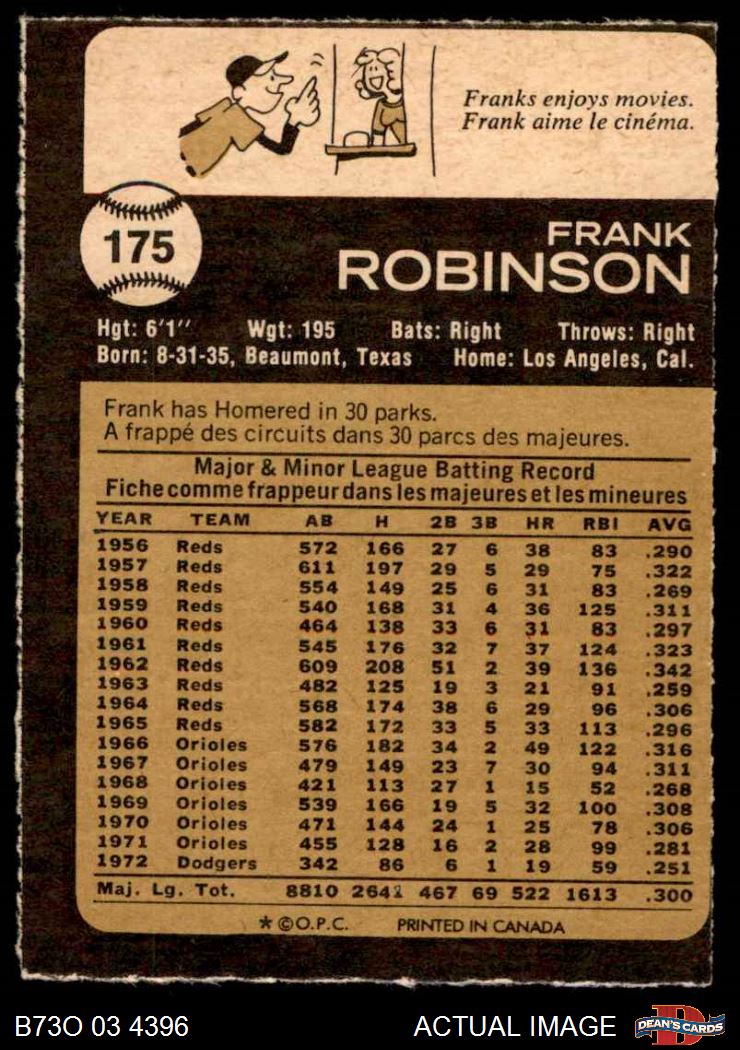 Franks enjoys movies.
Frank aime le cinéma.
175
FRANK
ROBINSON
Hgt: 6'1'' Wgt: 195 Bats: Right Throws: Right
Born: 8-31-35, Beaumont, Texas Home: Los Angeles, Cal.
Frank has Homered in 30 parks.
A frappé des circuits dans 30 parcs des majeures.
Major & Minor League Batting Record
Fiche comme frappeur dans les majeures et les mineures
YEAR TEAM AB H 2B 3B HR RBI AVG
1956 Reds 572 166 27 6 38 83 .290
1957 Reds 611 197 29 5 29 75 .322
1958 Reds 554 149 25 6 31 83 .269
1959 Reds 540 168 31 4 36 125 .311
1960 Reds 464 138 33 6 31 83 .297
1961 Reds 545 176 32 7 37 124 .323
1962 Reds 609 208 51 2 39 136 .342
1963 Reds 482 125 19 3 21 91 .259
1964 Reds 568 174 38 6 29 96 .306
1965 Reds 582 172 33 5 33 113 .296
1966 Orioles 576 182 34 2 49 122 .316
1967 Orioles 479 149 23 7 30 94 .311
1968 Orioles 421 113 27 1 15 52 .268
1969 Orioles 539 166 19 5 32 100 .308
1970 Orioles 471 144 24 1 25 78 .306
1971 Orioles 455 128 16 2 28 99 .281
1972 Dodgers 342 86 6 1 19 59 .251
Maj. Lg. Tot. 8810 2641 467 69 522 1613 .300
* ©O.P.C. PRINTED IN CANADA
B73O 03 4396 ACTUAL IMAGE DEAN'S CARDS